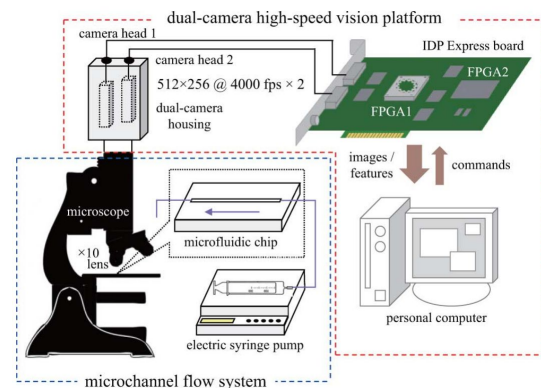 dual-camera high-speed vision platform
camera head 1
camera head 2
IDP Express board
512×256 @ 4000 fps × 2
dual-camera
housing
FPGA2
FPGA1
images /
features
commands
microscope
×10
lens
microfluidic chip
electric syringe pump
personal computer
microchannel flow system